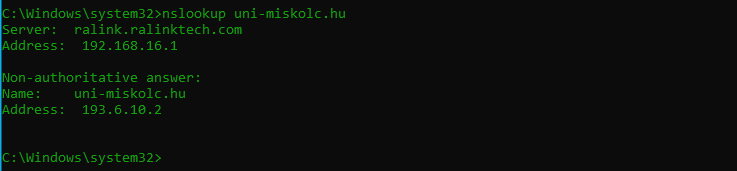 C:\Windows\system32>nslookup uni-miskolc.hu
Server:  ralink.ralinktech.com
Address:  192.168.16.1
Non-authoritative answer:
Name:    uni-miskolc.hu
Address:  193.6.10.2
C:\Windows\system32>